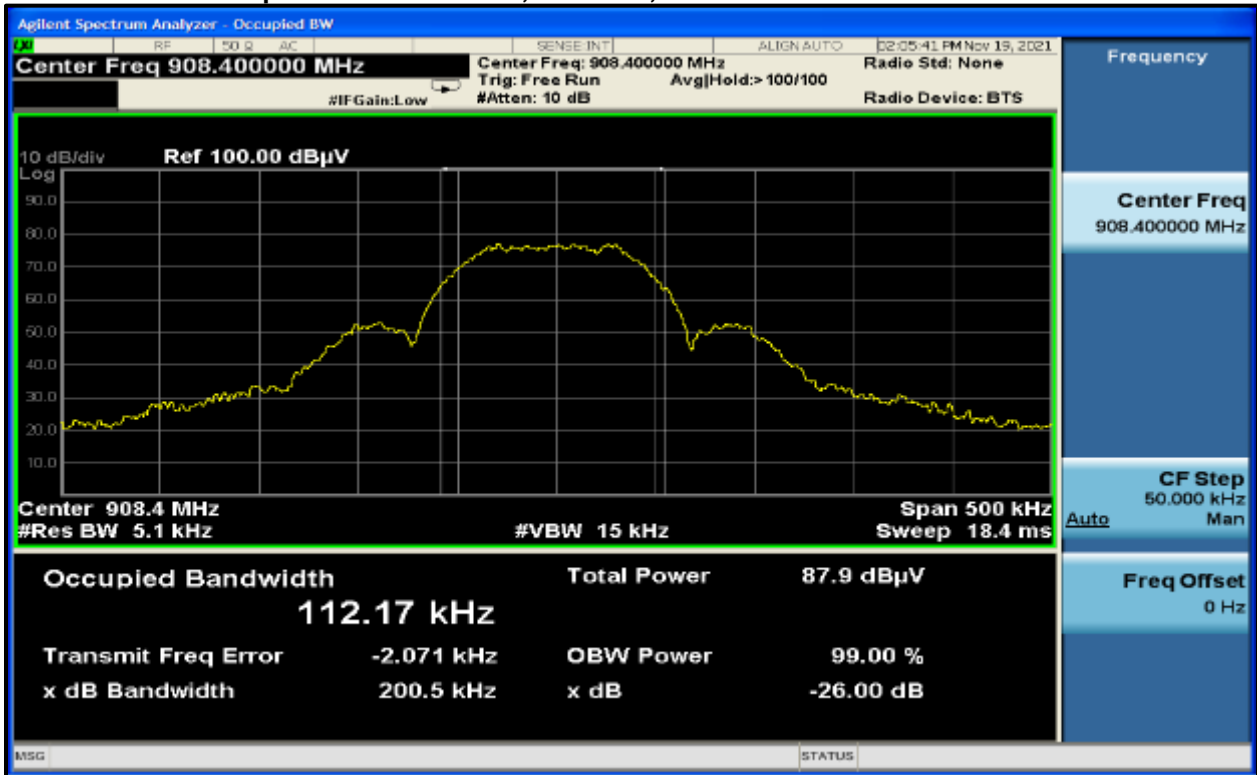 Agilent Spectrum Analyzer - Occupied BW
LXI RF 50 Ω AC SENSE:INT ALIGN AUTO 02:05:41 PM Nov 19, 2021
Center Freq 908.400000 MHz Center Freq: 908.400000 MHz Radio Std: None
Trig: Free Run Avg|Hold:> 100/100
#IFGain:Low #Atten: 10 dB Radio Device: BTS
Frequency
10 dB/div Ref 100.00 dBµV
Log
90.0
80.0
70.0
60.0
50.0
40.0
30.0
20.0
10.0
Center 908.4 MHz Span 500 kHz
#Res BW 5.1 kHz #VBW 15 kHz Sweep 18.4 ms
Occupied Bandwidth Total Power 87.9 dBµV
112.17 kHz
Transmit Freq Error -2.071 kHz OBW Power 99.00 %
x dB Bandwidth 200.5 kHz x dB -26.00 dB
Center Freq
908.400000 MHz
CF Step
50.000 kHz
Auto Man
Freq Offset
0 Hz
MSG STATUS